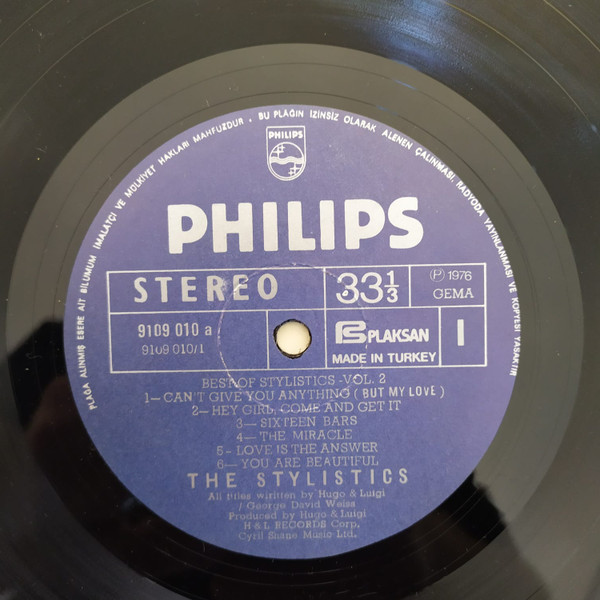 PLAĞA ALINMIŞ ESERE AİT BİLUMUM İMALATÇI VE MÜLKİYET HAKLARI MAHFUZDUR . BU PLAĞIN İZİNSİZ OLARAK ALENEN ÇALINMASI, RADYODA YAYINLANMASI VE KOPYESİ YASAKTIR
PHILIPS
PHILIPS
STEREO
33 1/3
Ⓟ 1976
GEMA
9109 010 a
9109 010/1
PLAKSAN
MADE IN TURKEY
I
BEST OF STYLISTICS -VOL. 2
1—CAN'T GIVE YOU ANYTHING ( BUT MY LOVE )
2—HEY GIRL, COME AND GET IT
3—SIXTEEN BARS
4—THE MIRACLE
5-LOVE IS THE ANSWER
6—YOU ARE BEAUTIFUL
THE STYLISTICS
All titles wiritten by Hugo & Luigi
/ George David Weiss
Produced by Hugo & Luigi
H & L RECORDS Corp.
Cyril Shane Music Ltd.